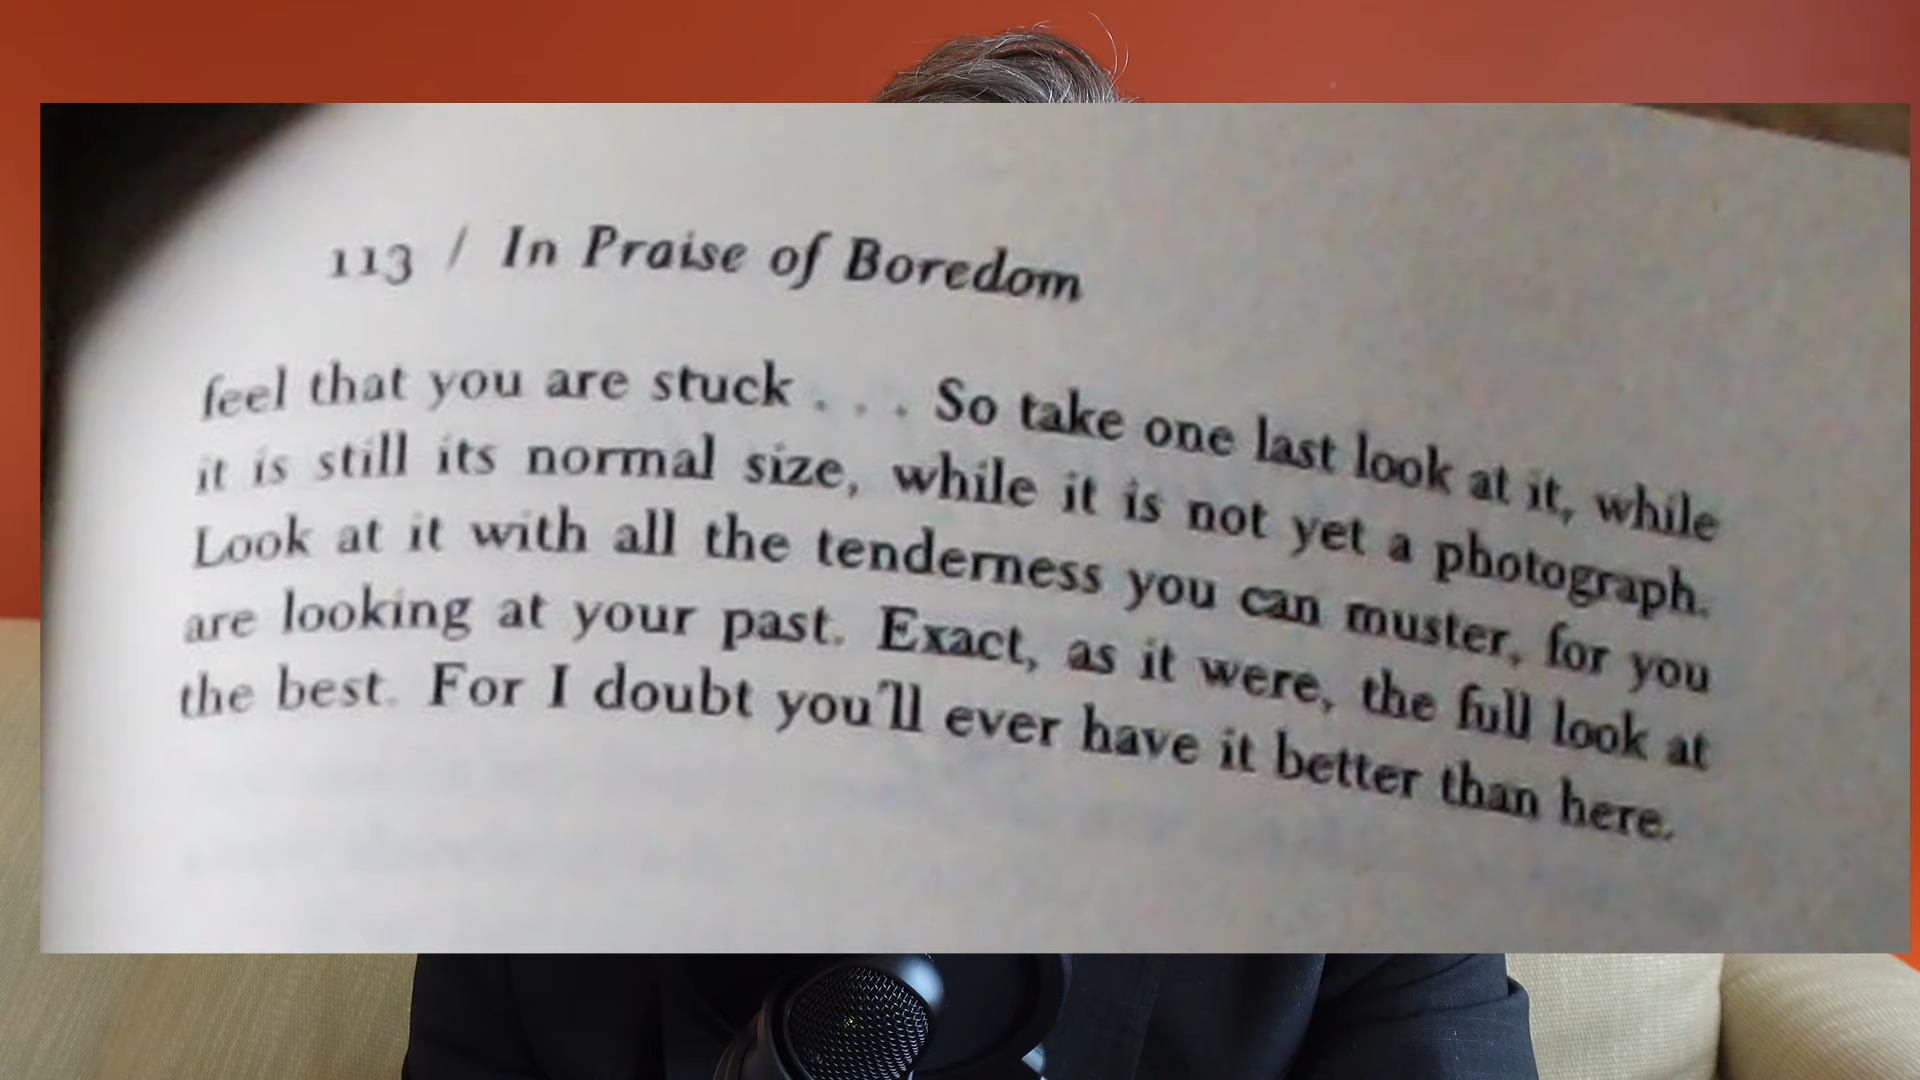 113 / In Praise of Boredom
feel that you are stuck . . . So take one last look at it, while
it is still its normal size, while it is not yet a photograph.
Look at it with all the tenderness you can muster, for you
are looking at your past. Exact, as it were, the full look at
the best. For I doubt you'll ever have it better than here.